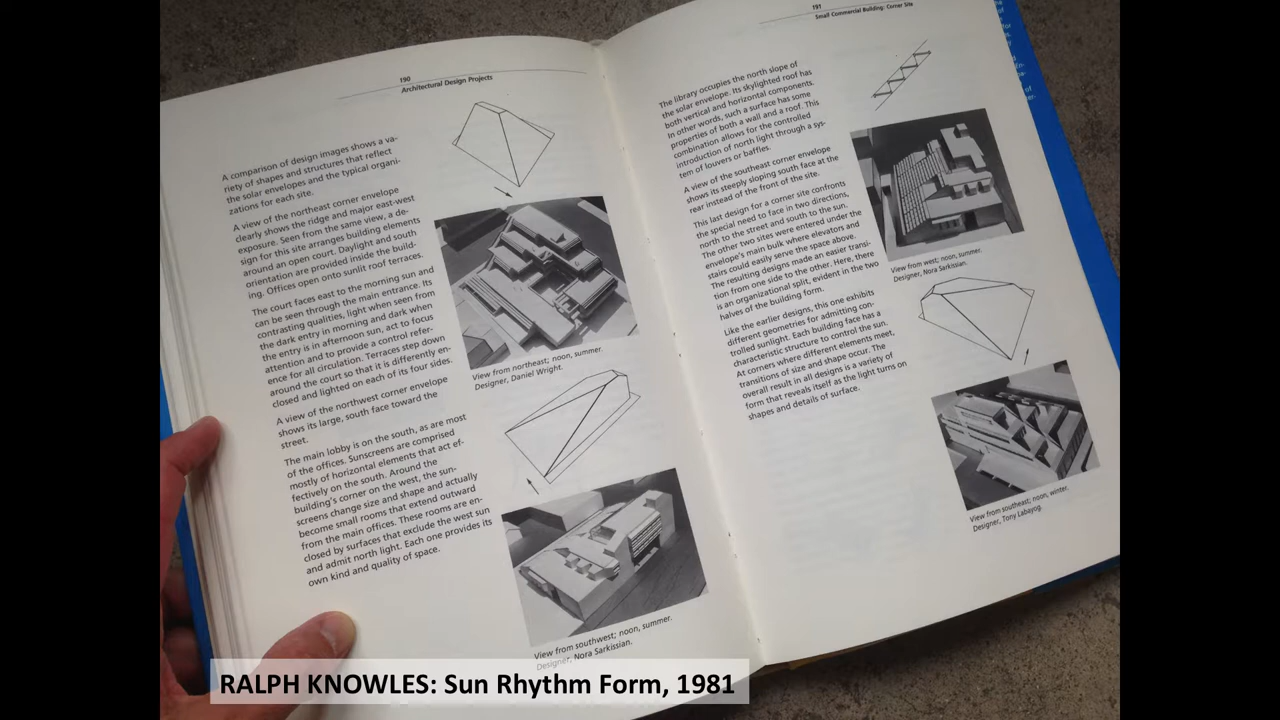 190
Architectural Design Projects
A comparison of design images shows a va-
riety of shapes and structures that reflect
the solar envelopes and the typical organi-
zations for each site.
A view of the northeast corner envelope
clearly shows the ridge and major east-west
exposure. Seen from the same view, a de-
sign for this site arranges building elements
around an open court. Daylight and south
orientation are provided inside the build-
ing. Offices open onto sunlit roof terraces.
The court faces east to the morning sun and
can be seen through the main entrance. Its
contrasting qualities, light when seen from
the dark entry in morning and dark when
the entry is in afternoon sun, act to focus
attention and to provide a control refer-
ence for all circulation. Terraces step down
around the court so that it is differently en-
closed and lighted on each of its four sides.
A view of the northwest corner envelope
shows its large, south face toward the
street.
The main lobby is on the south, as are most
of the offices. Sunscreens are comprised
mostly of horizontal elements that act ef-
fectively on the south. Around the
building's corner on the west, the sun-
screens change size and shape and actually
become small rooms that extend outward
from the main offices. These rooms are en-
closed by surfaces that exclude the west sun
and admit north light. Each one provides its
own kind and quality of space.
View from northeast; noon, summer.
Designer, Daniel Wright.
View from southwest; noon, summer.
Designer, Nora Sarkissian.
191
Small Commercial Building: Corner Site
The library occupies the north slope of
the solar envelope. Its skylighted roof has
both vertical and horizontal components.
In other words, such a surface has some
properties of both a wall and a roof. This
combination allows for the controlled
introduction of north light through a sys-
tem of louvers or baffles.
A view of the southeast corner envelope
shows its steeply sloping south face at the
rear instead of the front of the site.
This last design for a corner site confronts
the special need to face in two directions,
north to the street and south to the sun.
The other two sites were entered under the
envelope's main bulk where elevators and
stairs could easily serve the space above.
The resulting designs made an easier transi-
tion from one side to the other. Here, there
is an organizational split, evident in the two
halves of the building form.
Like the earlier designs, this one exhibits
different geometries for admitting con-
trolled sunlight. Each building face has a
characteristic structure to control the sun.
At corners where different elements meet,
transitions of size and shape occur. The
overall result in all designs is a variety of
form that reveals itself as the light turns on
shapes and details of surface.
View from west; noon, summer.
Designer, Nora Sarkissian.
View from southeast; noon, winter.
Designer, Tony Labayog.
RALPH KNOWLES: Sun Rhythm Form, 1981